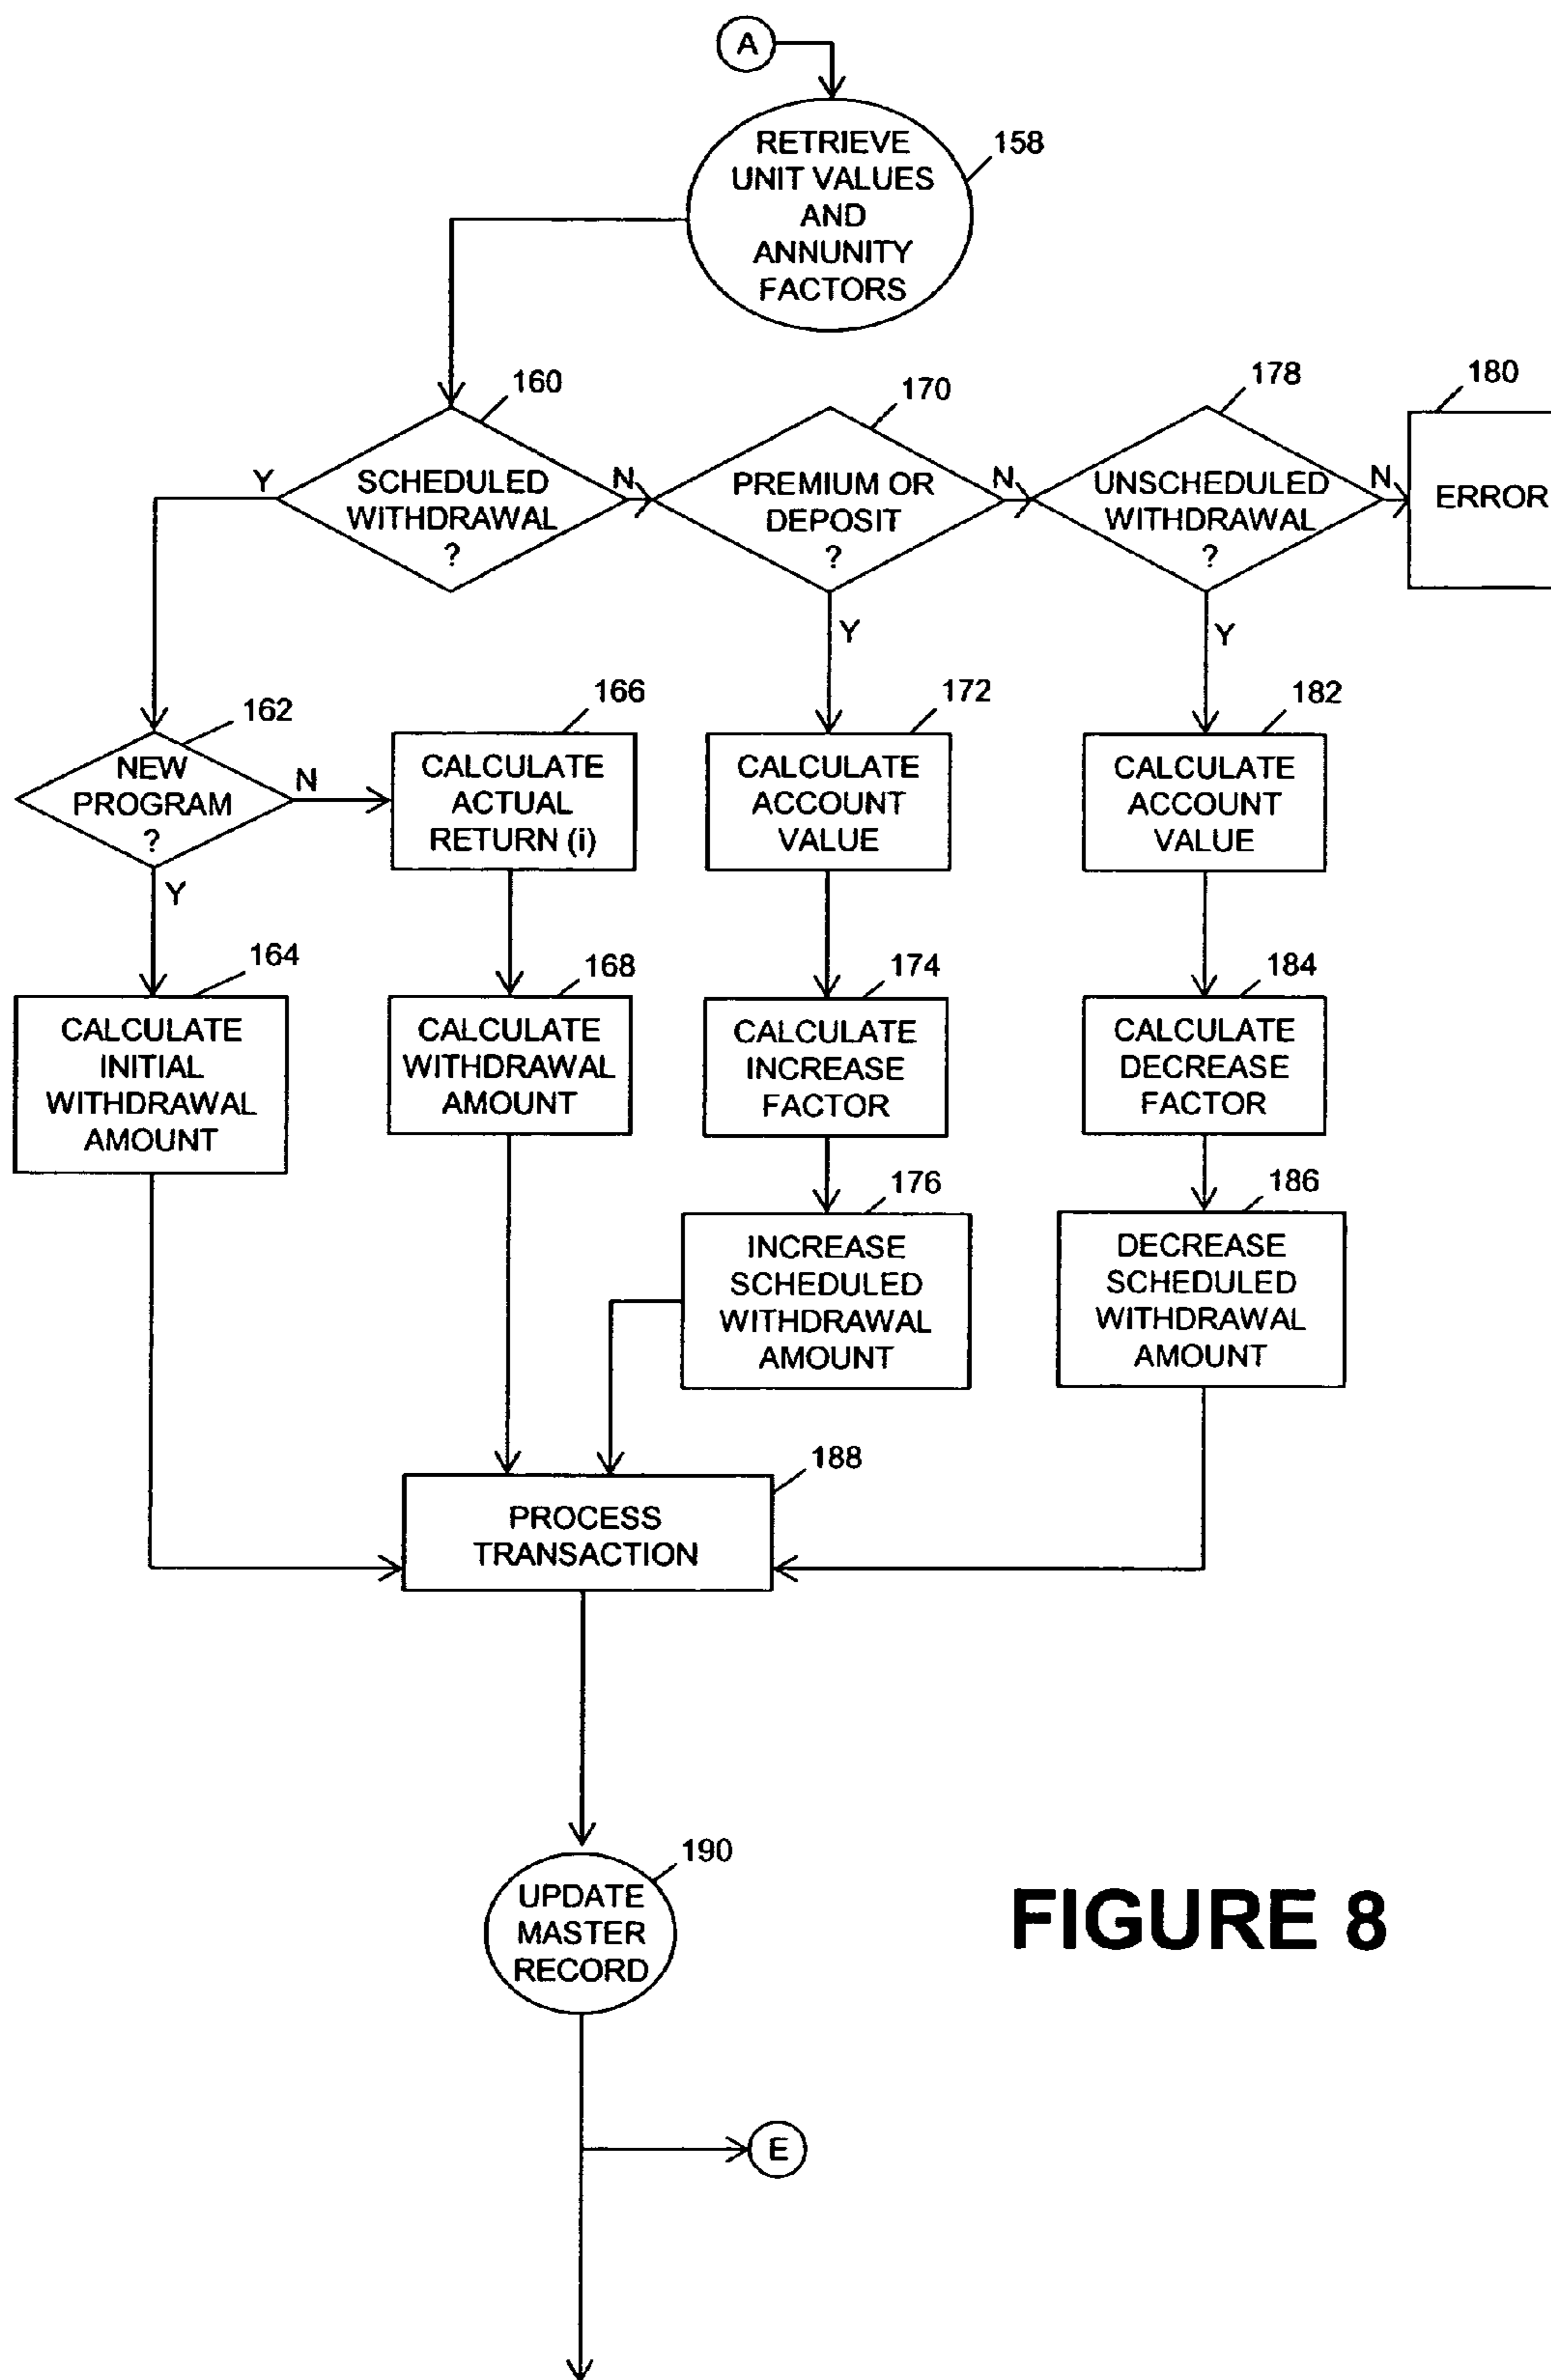 A
RETRIEVE
UNIT VALUES
AND
ANNUNITY
FACTORS
158
160
SCHEDULED
WITHDRAWAL
?
Y
N
170
PREMIUM OR
DEPOSIT
?
N
Y
178
UNSCHEDULED
WITHDRAWAL
?
N
Y
180
ERROR
162
NEW
PROGRAM
?
N
Y
166
CALCULATE
ACTUAL
RETURN (i)
172
CALCULATE
ACCOUNT
VALUE
182
CALCULATE
ACCOUNT
VALUE
164
CALCULATE
INITIAL
WITHDRAWAL
AMOUNT
168
CALCULATE
WITHDRAWAL
AMOUNT
174
CALCULATE
INCREASE
FACTOR
184
CALCULATE
DECREASE
FACTOR
176
INCREASE
SCHEDULED
WITHDRAWAL
AMOUNT
186
DECREASE
SCHEDULED
WITHDRAWAL
AMOUNT
188
PROCESS
TRANSACTION
190
UPDATE
MASTER
RECORD
FIGURE 8
E